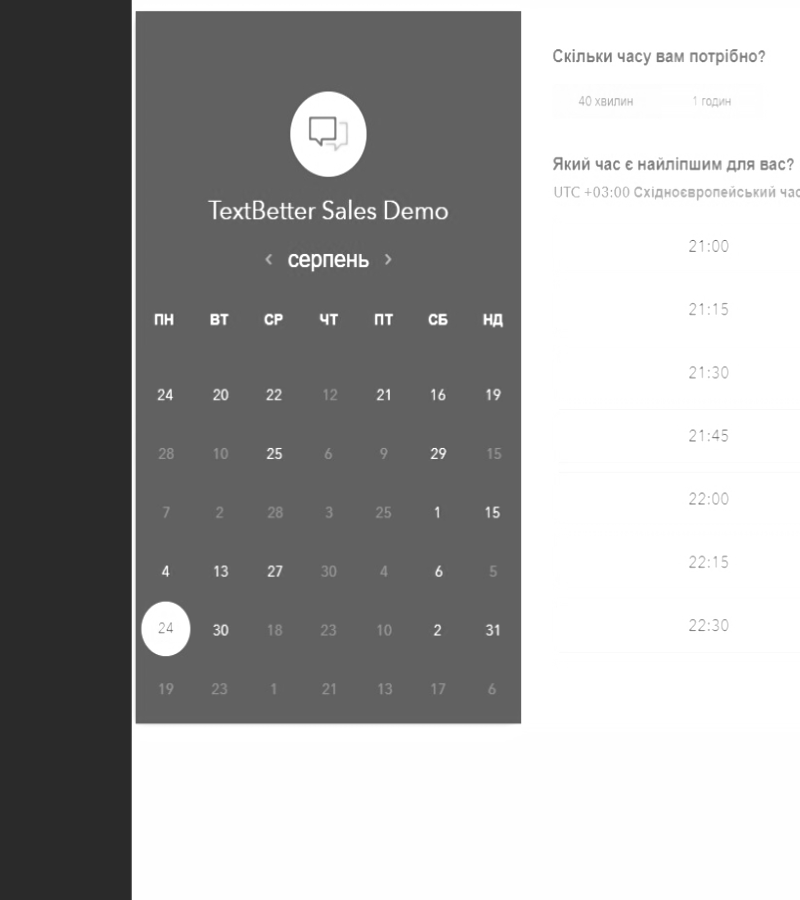 TextBetter Sales Demo
‹ серпень ›
ПН ВТ СР ЧТ ПТ СБ НД
24 20 22 12 21 16 19
28 10 25 6 9 29 15
7 2 28 3 25 1 15
4 13 27 30 4 6 5
24 30 18 23 10 2 31
19 23 1 21 13 17 6
Скільки часу вам потрібно?
40 хвилин 1 годин
Який час є найліпшим для вас?
UTC +03:00 Східноєвропейський час
21:00
21:15
21:30
21:45
22:00
22:15
22:30